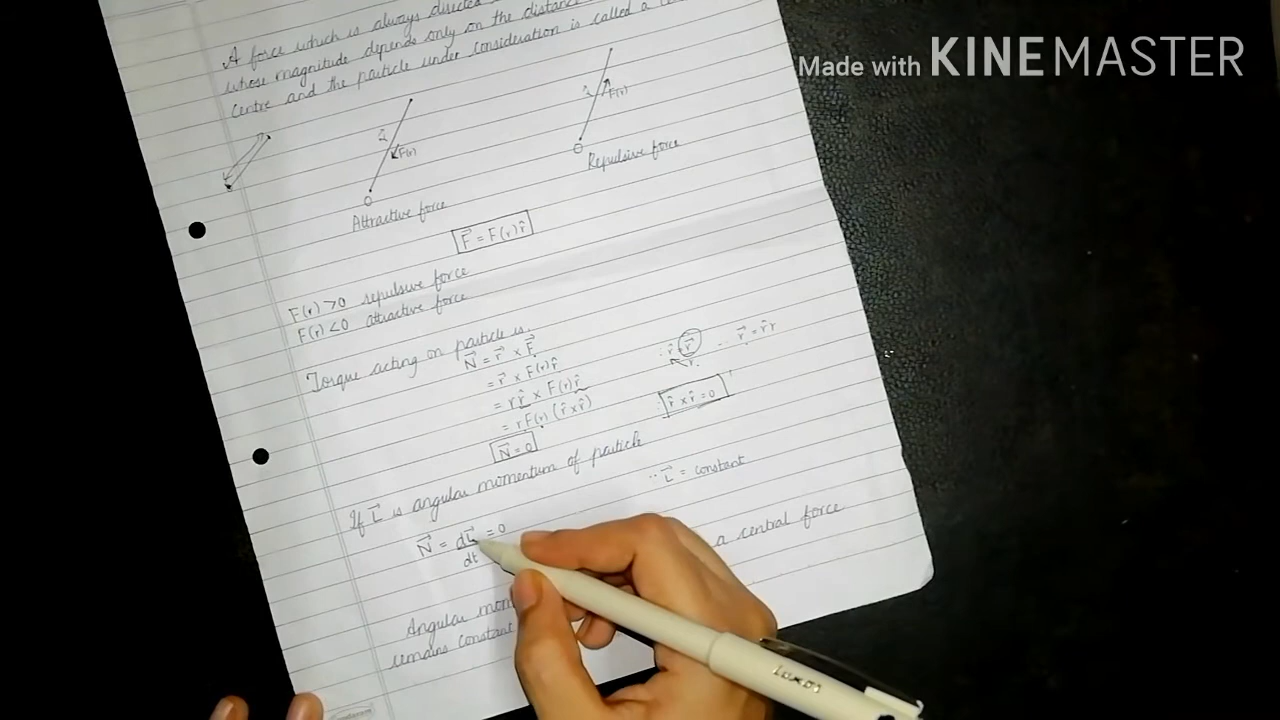 Made with KINEMASTER
A force which is always directed
whose magnitude depends only on the distance
centre and the particle under consideration is called a
r̂
F(r)
O
Attractive force
r̂
F(r)
O
Repulsive force
F⃗ = F(r) r̂
F(r) > 0 repulsive force
F(r) < 0 attractive force
Torque acting on particle is.
N⃗ = r⃗ × F⃗
= r⃗ × F(r) r̂
= r r̂ × F(r) r̂
= r F(r) (r̂ × r̂)
N⃗ = 0
∵ r̂ = r⃗/r ∴ r⃗ = r̂ r
∵ r̂ × r̂ = 0
If L⃗ is angular momentum of particle
N⃗ = dL⃗/dt = 0
∵ L⃗ = constant
Angular mom
a central force
remains constant
Luxor